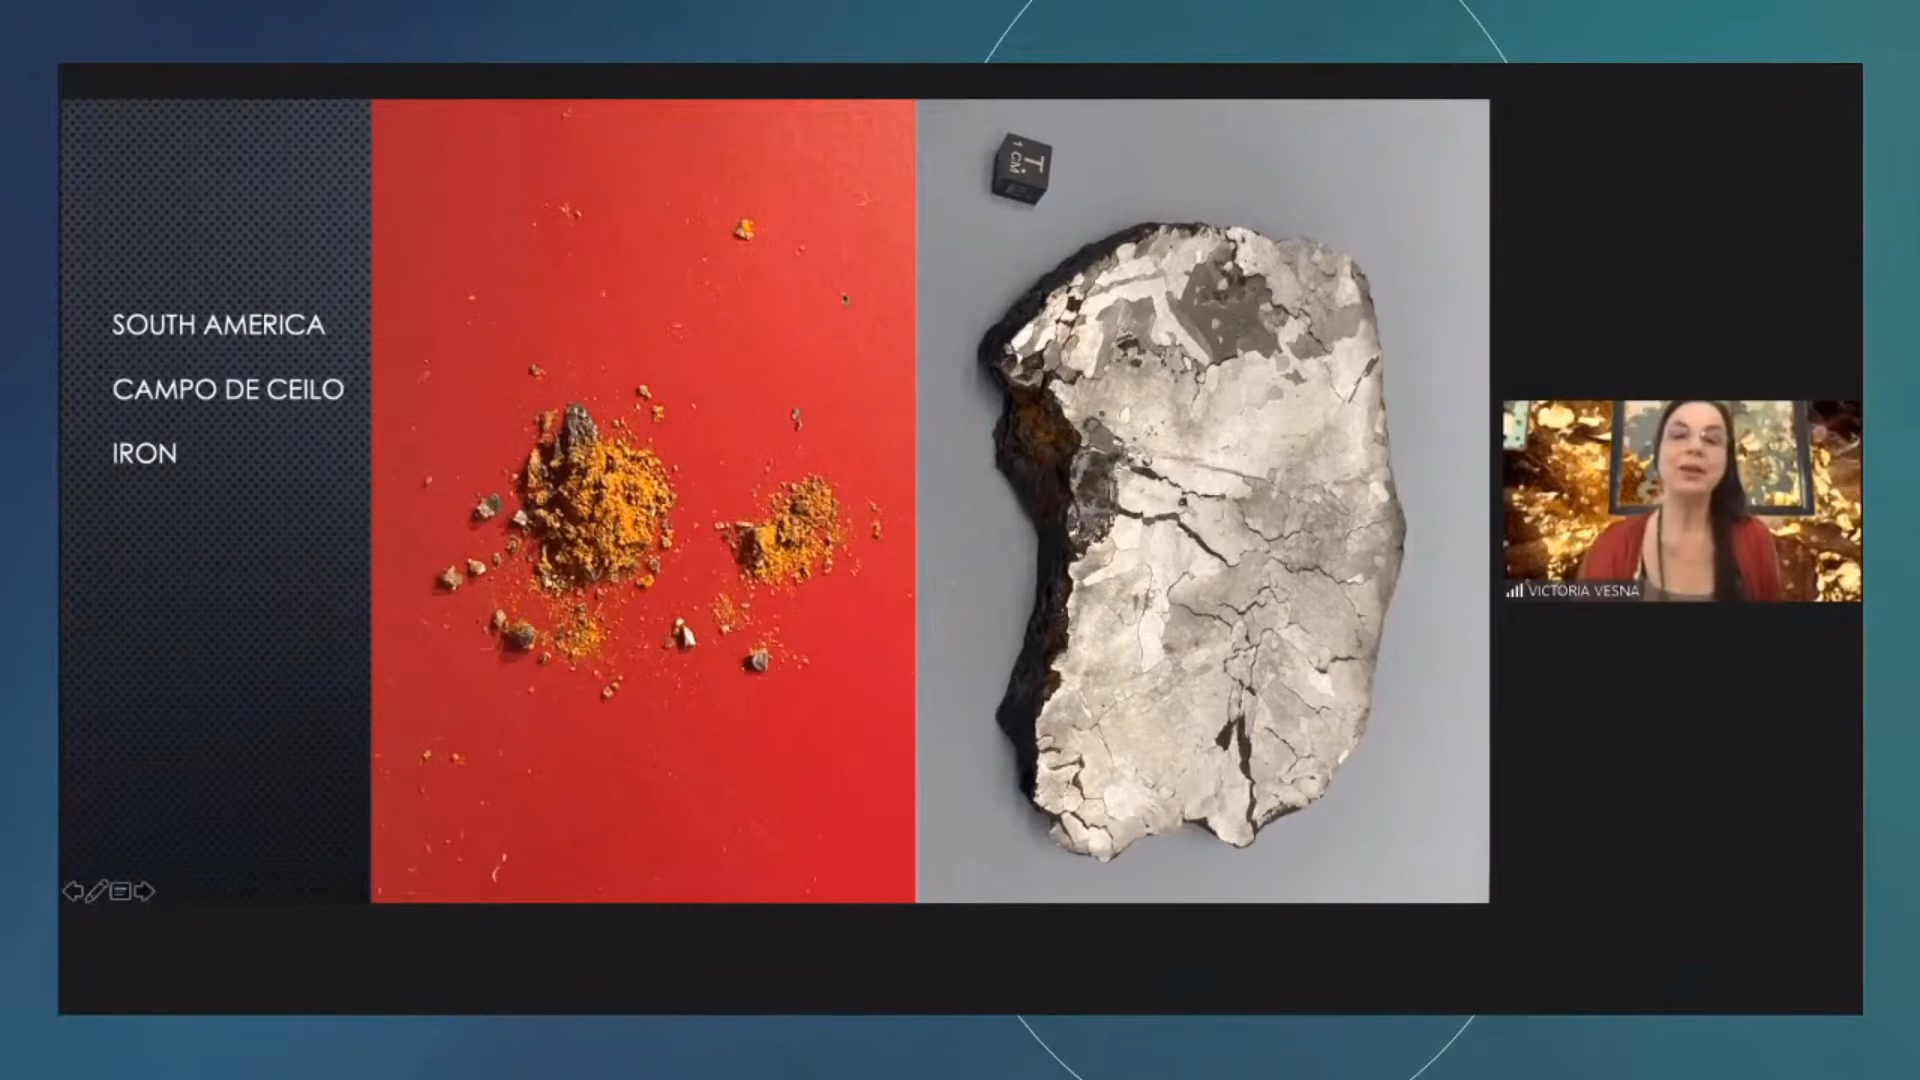 SOUTH AMERICA
CAMPO DE CEILO
IRON
T
1 CM
VICTORIA VESNA